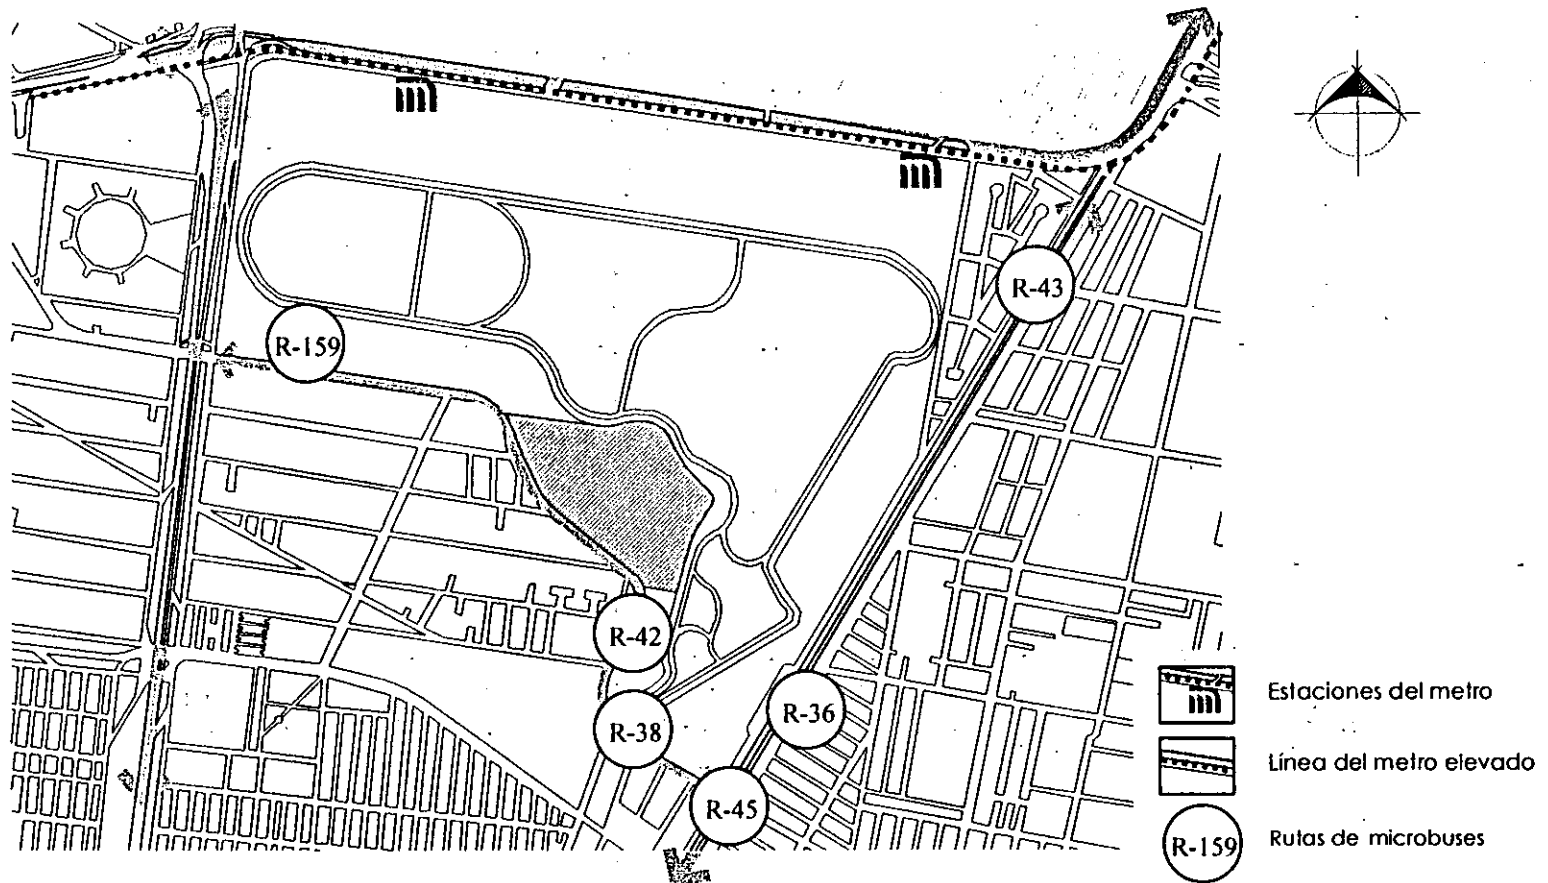 R-43
R-159
R-42
R-38
R-36
R-45
Estaciones del metro
Línea del metro elevado
R-159
Rutas de microbuses